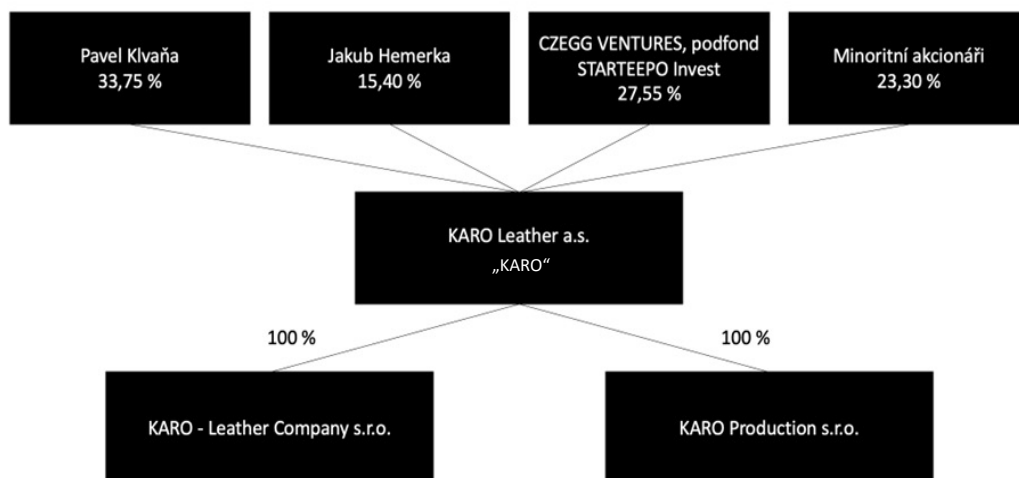 Pavel Klvaňa
33,75 %
Jakub Hemerka
15,40 %
CZEGG VENTURES, podfond
STARTEEPO Invest
27,55 %
Minoritní akcionáři
23,30 %
KARO Leather a.s.
„KARO“
100 %
100 %
KARO - Leather Company s.r.o.
KARO Production s.r.o.